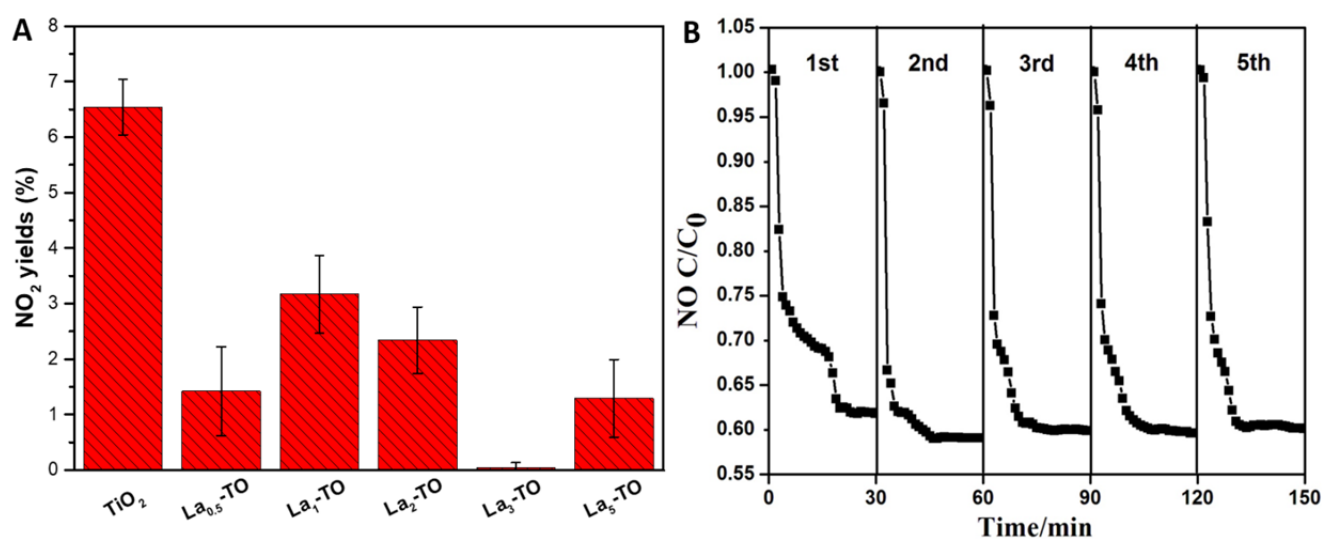 A
NO₂ yields (%)
8
7
6
5
4
3
2
1
0
TiO₂
La₀.₅-TO
La₁-TO
La₂-TO
La₃-TO
La₅-TO
B
NO C/C₀
1.05
1.00
0.95
0.90
0.85
0.80
0.75
0.70
0.65
0.60
0.55
1st
2nd
3rd
4th
5th
0
30
60
90
120
150
Time/min